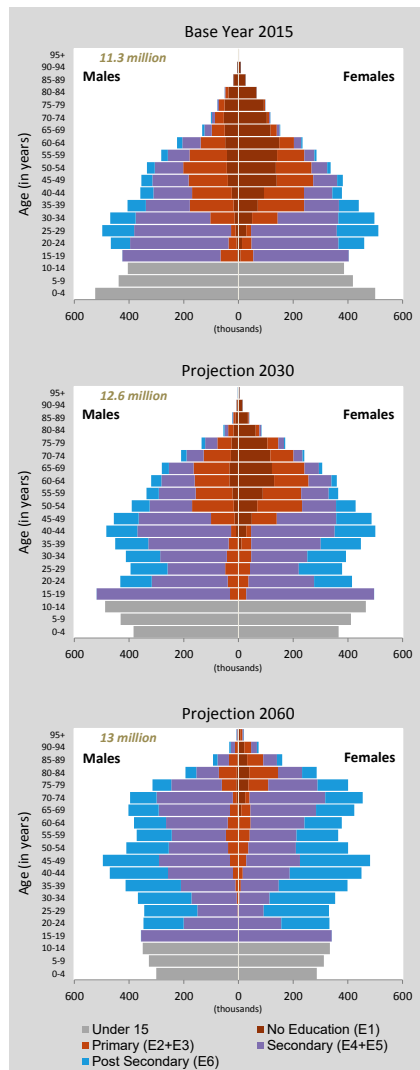 Base Year 2015
11.3 million
Males
Females
Age (in years)
95+
90-94
85-89
80-84
75-79
70-74
65-69
60-64
55-59
50-54
45-49
40-44
35-39
30-34
25-29
20-24
15-19
10-14
5-9
0-4
600 400 200 0 200 400 600
(thousands)
Projection 2030
12.6 million
Males
Females
Age (in years)
95+
90-94
85-89
80-84
75-79
70-74
65-69
60-64
55-59
50-54
45-49
40-44
35-39
30-34
25-29
20-24
15-19
10-14
5-9
0-4
600 400 200 0 200 400 600
(thousands)
Projection 2060
13 million
Males
Females
Age (in years)
95+
90-94
85-89
80-84
75-79
70-74
65-69
60-64
55-59
50-54
45-49
40-44
35-39
30-34
25-29
20-24
15-19
10-14
5-9
0-4
600 400 200 0 200 400 600
(thousands)
Under 15 No Education (E1)
Primary (E2+E3) Secondary (E4+E5)
Post Secondary (E6)